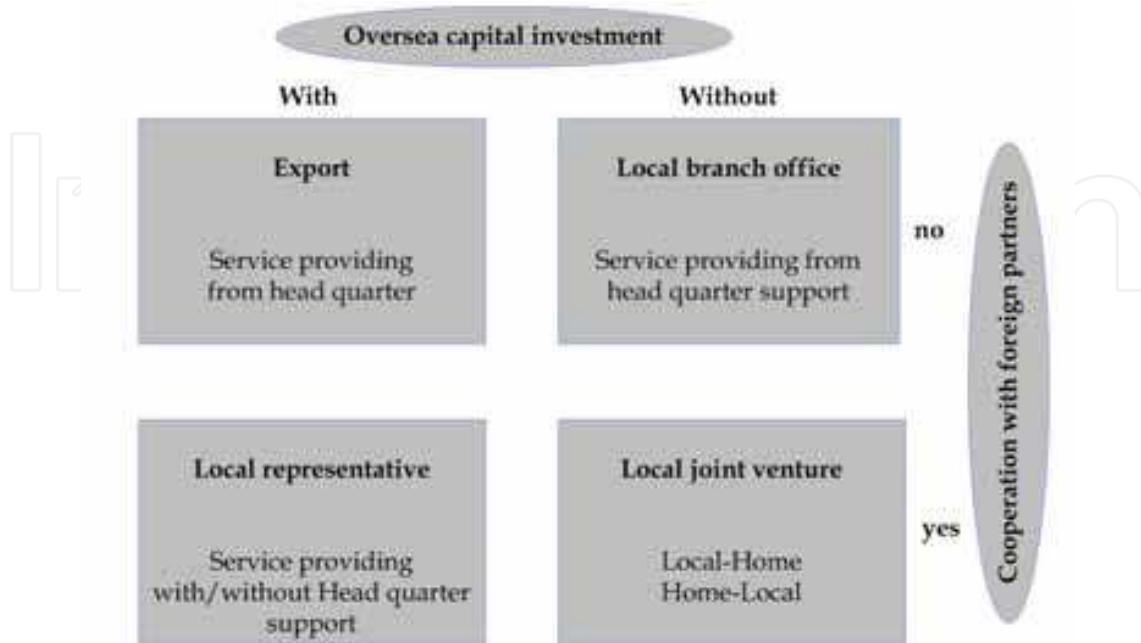 Oversea capital investment
With
Without
Export
Service providing
from head quarter
Local branch office
Service providing from
head quarter support
no
Local representative
Service providing
with/without Head quarter
support
Local joint venture
Local-Home
Home-Local
yes
Cooperation with foreign partners